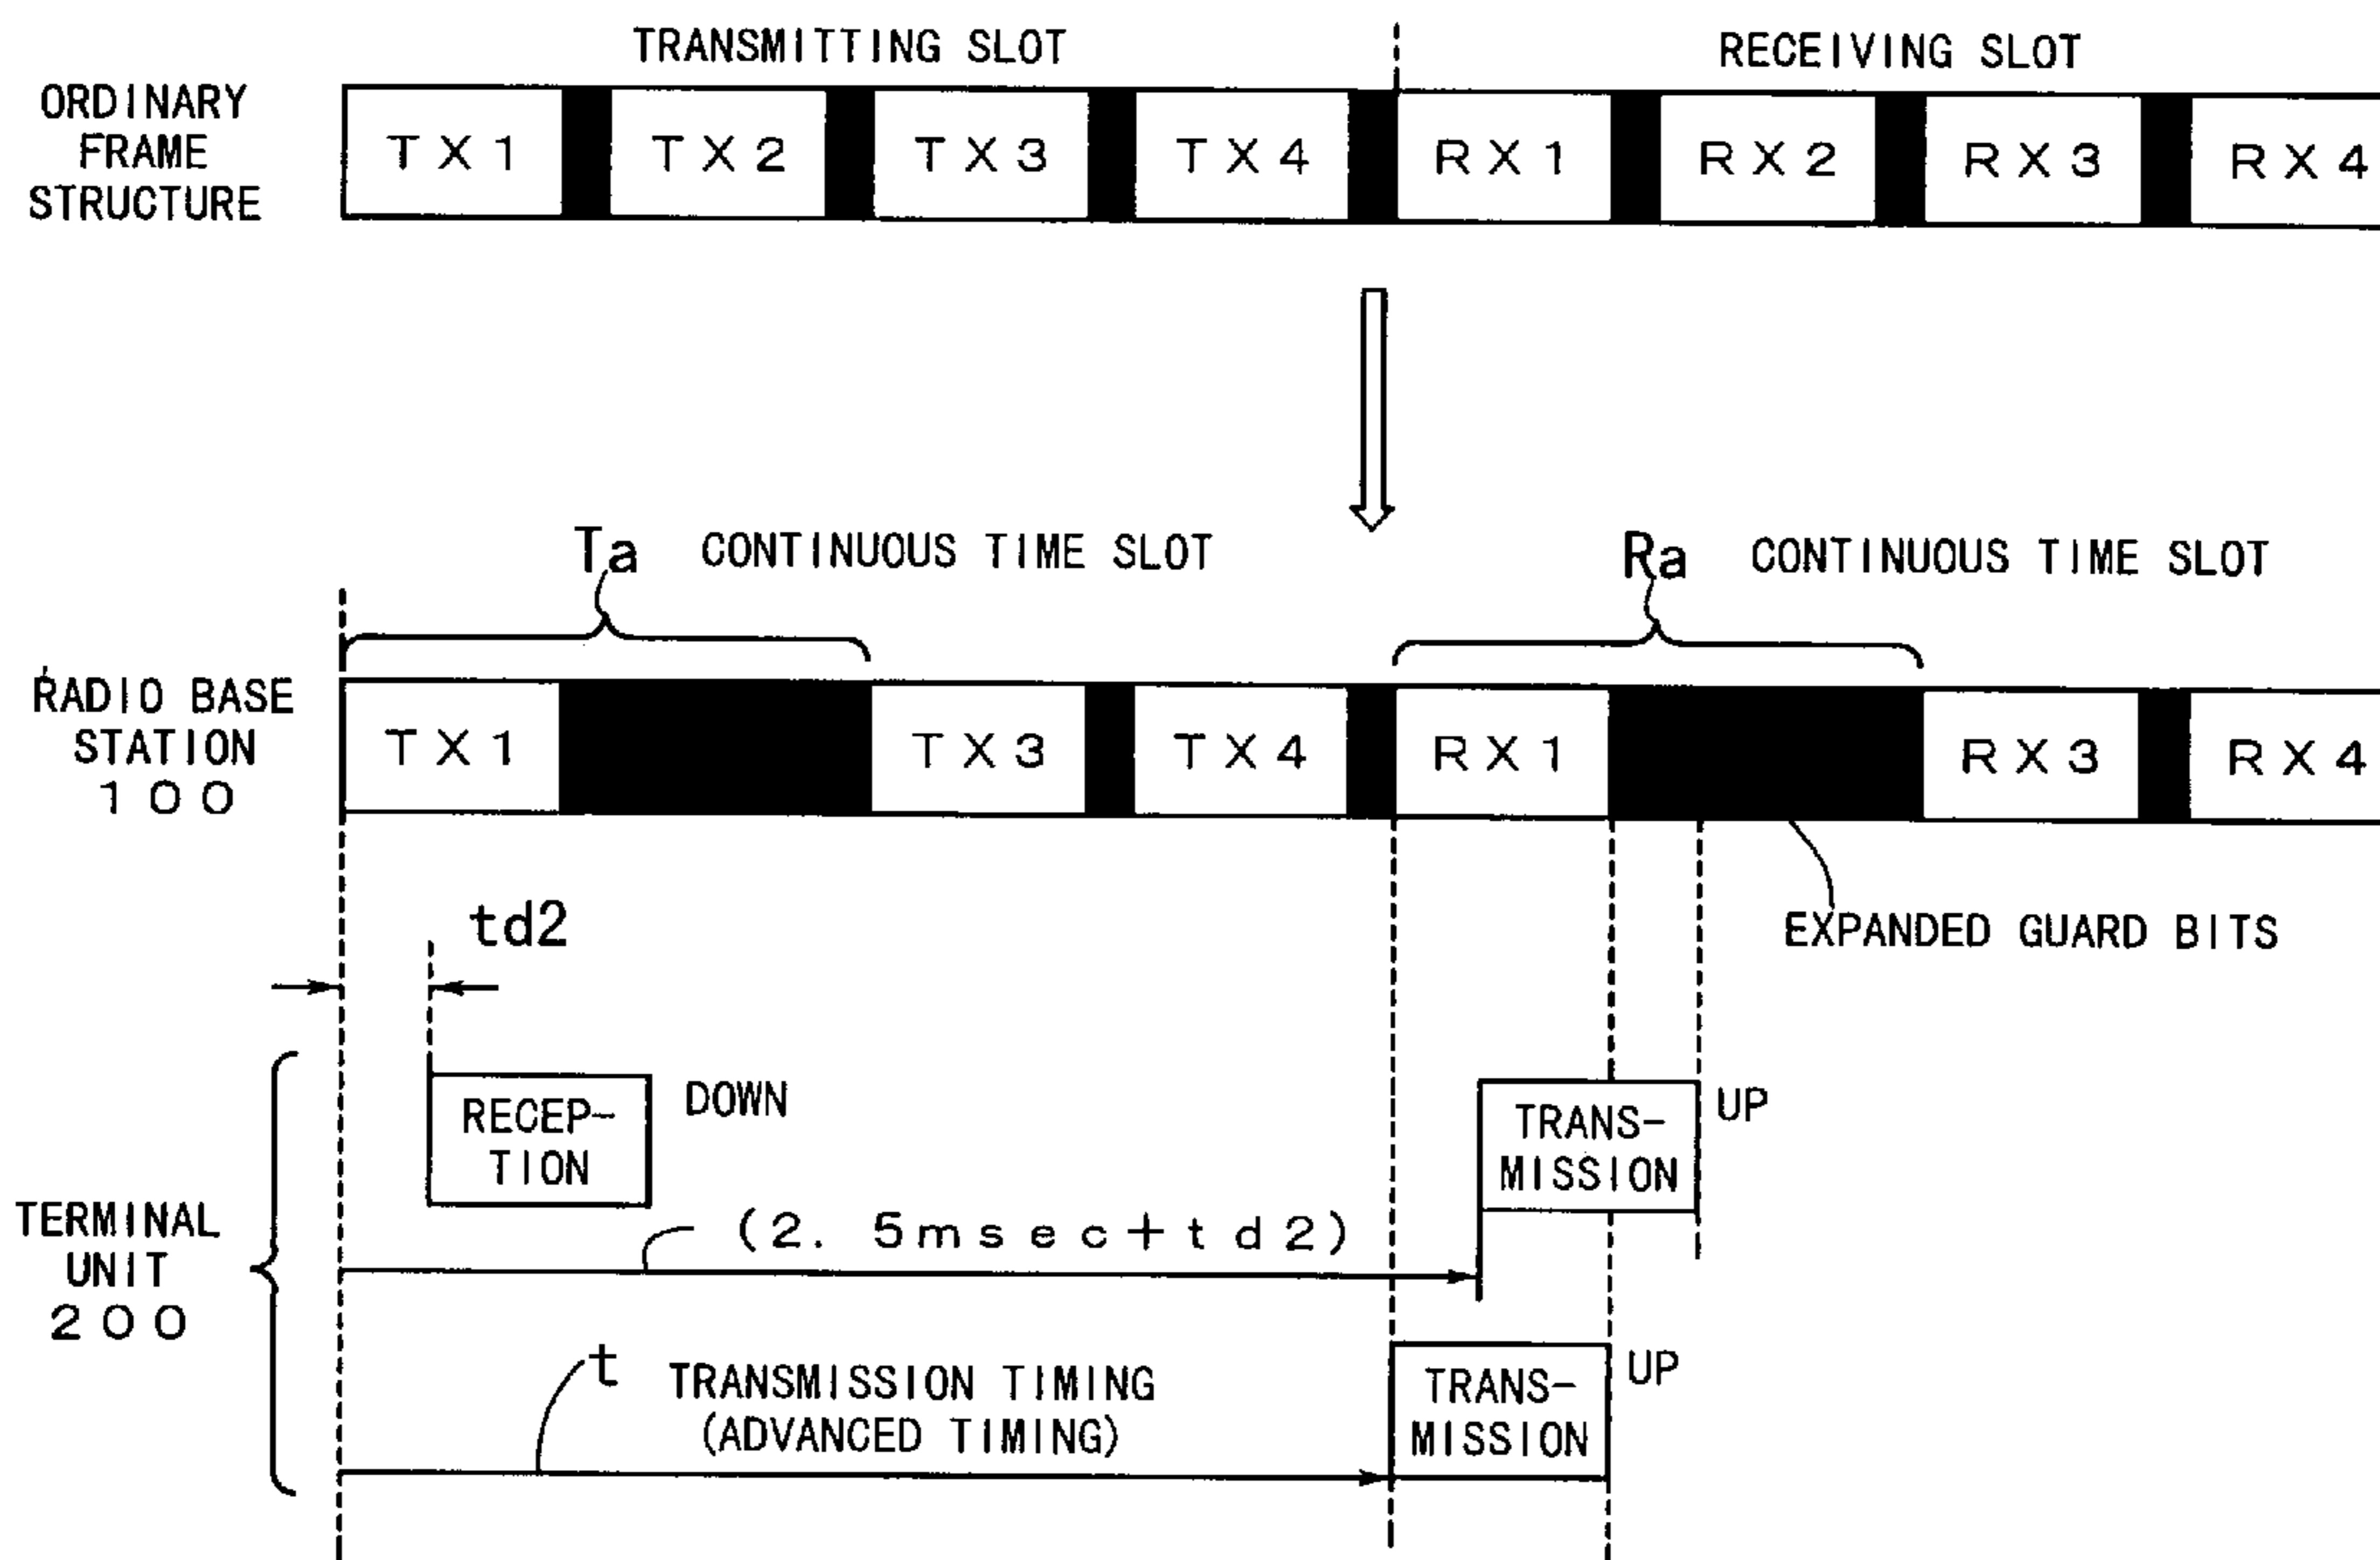 TRANSMITTING SLOT
RECEIVING SLOT
ORDINARY
FRAME
STRUCTURE
TX1
TX2
TX3
TX4
RX1
RX2
RX3
RX4
Ta
CONTINUOUS TIME SLOT
Ra
CONTINUOUS TIME SLOT
RADIO BASE
STATION
100
TX1
TX3
TX4
RX1
RX3
RX4
EXPANDED GUARD BITS
td2
RECEP-
TION
DOWN
TRANS-
MISSION
UP
TERMINAL
UNIT
200
(2. 5msec+td2)
t
TRANSMISSION TIMING
(ADVANCED TIMING)
TRANS-
MISSION
UP